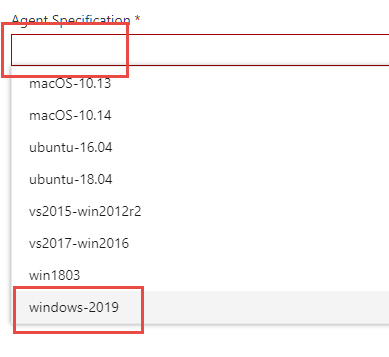 Agent Specification *
macOS-10.13
macOS-10.14
ubuntu-16.04
ubuntu-18.04
vs2015-win2012r2
vs2017-win2016
win1803
windows-2019